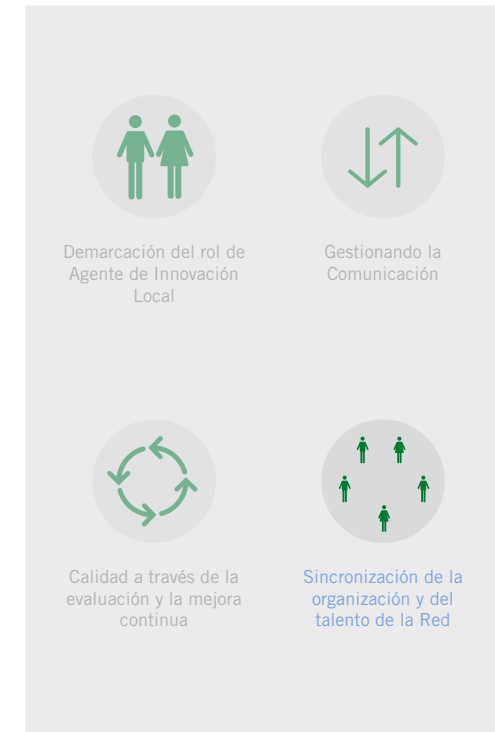 Demarcación del rol de
Agente de Innovación
Local
Gestionando la
Comunicación
Calidad a través de la
evaluación y la mejora
continua
Sincronización de la
organización y del
talento de la Red